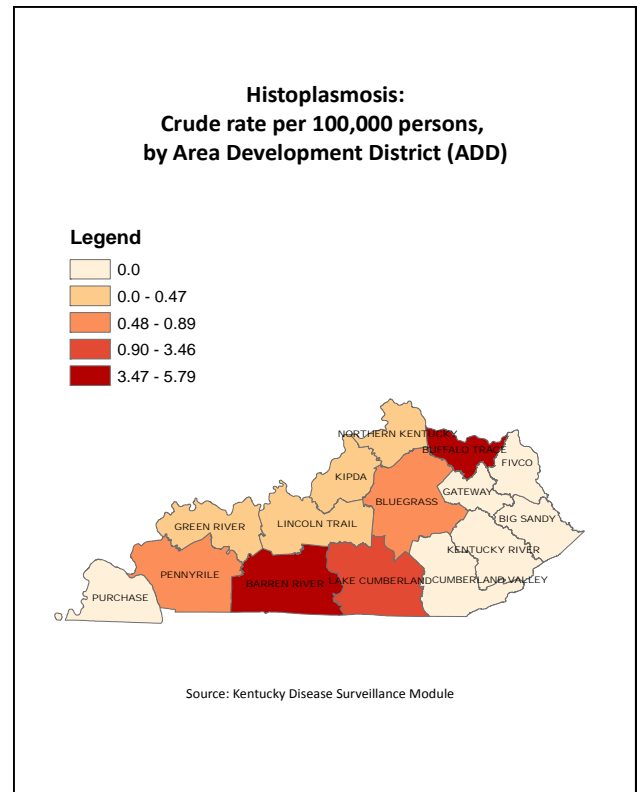 Histoplasmosis:
Crude rate per 100,000 persons,
by Area Development District (ADD)
Legend
0.0
0.0 - 0.47
0.48 - 0.89
0.90 - 3.46
3.47 - 5.79
NORTHERN KENTUCKY
BUFFALO TRACE
FIVCO
KIPDA
GATEWAY
BLUEGRASS
BIG SANDY
GREEN RIVER
LINCOLN TRAIL
KENTUCKY RIVER
PENNYRILE
BARREN RIVER
LAKE CUMBERLAND
CUMBERLAND VALLEY
PURCHASE
Source: Kentucky Disease Surveillance Module